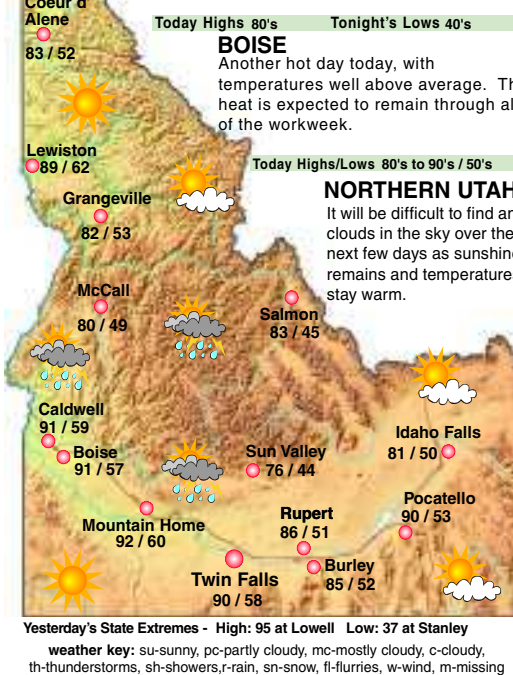 Coeur d'
Alene
83 / 52
Today Highs 80's Tonight's Lows 40's
BOISE
Another hot day today, with
temperatures well above average. Th
heat is expected to remain through al
of the workweek.
Lewiston
89 / 62
Today Highs/Lows 80's to 90's / 50's
Grangeville
82 / 53
NORTHERN UTAH
It will be difficult to find an
clouds in the sky over the
next few days as sunshine
remains and temperatures
stay warm.
McCall
80 / 49
Salmon
83 / 45
Caldwell
91 / 59
Boise
91 / 57
Sun Valley
76 / 44
Idaho Falls
81 / 50
Mountain Home
92 / 60
Rupert
86 / 51
Pocatello
90 / 53
Twin Falls
90 / 58
Burley
85 / 52
Yesterday's State Extremes - High: 95 at Lowell Low: 37 at Stanley
weather key: su-sunny, pc-partly cloudy, mc-mostly cloudy, c-cloudy,
th-thunderstorms, sh-showers,r-rain, sn-snow, fl-flurries, w-wind, m-missing